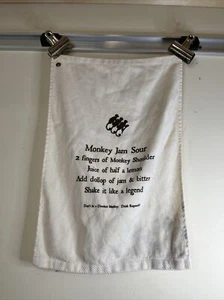 Monkey Jam Sour
2 fingers of Monkey Shoulder
Juice of half a lemon
Add dollop of jam & bitter
Shake it like a legend